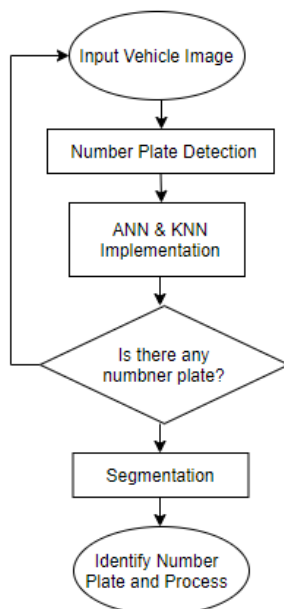 Input Vehicle Image
Number Plate Detection
ANN & KNN
Implementation
Is there any
numbner plate?
Segmentation
Identify Number
Plate and Process